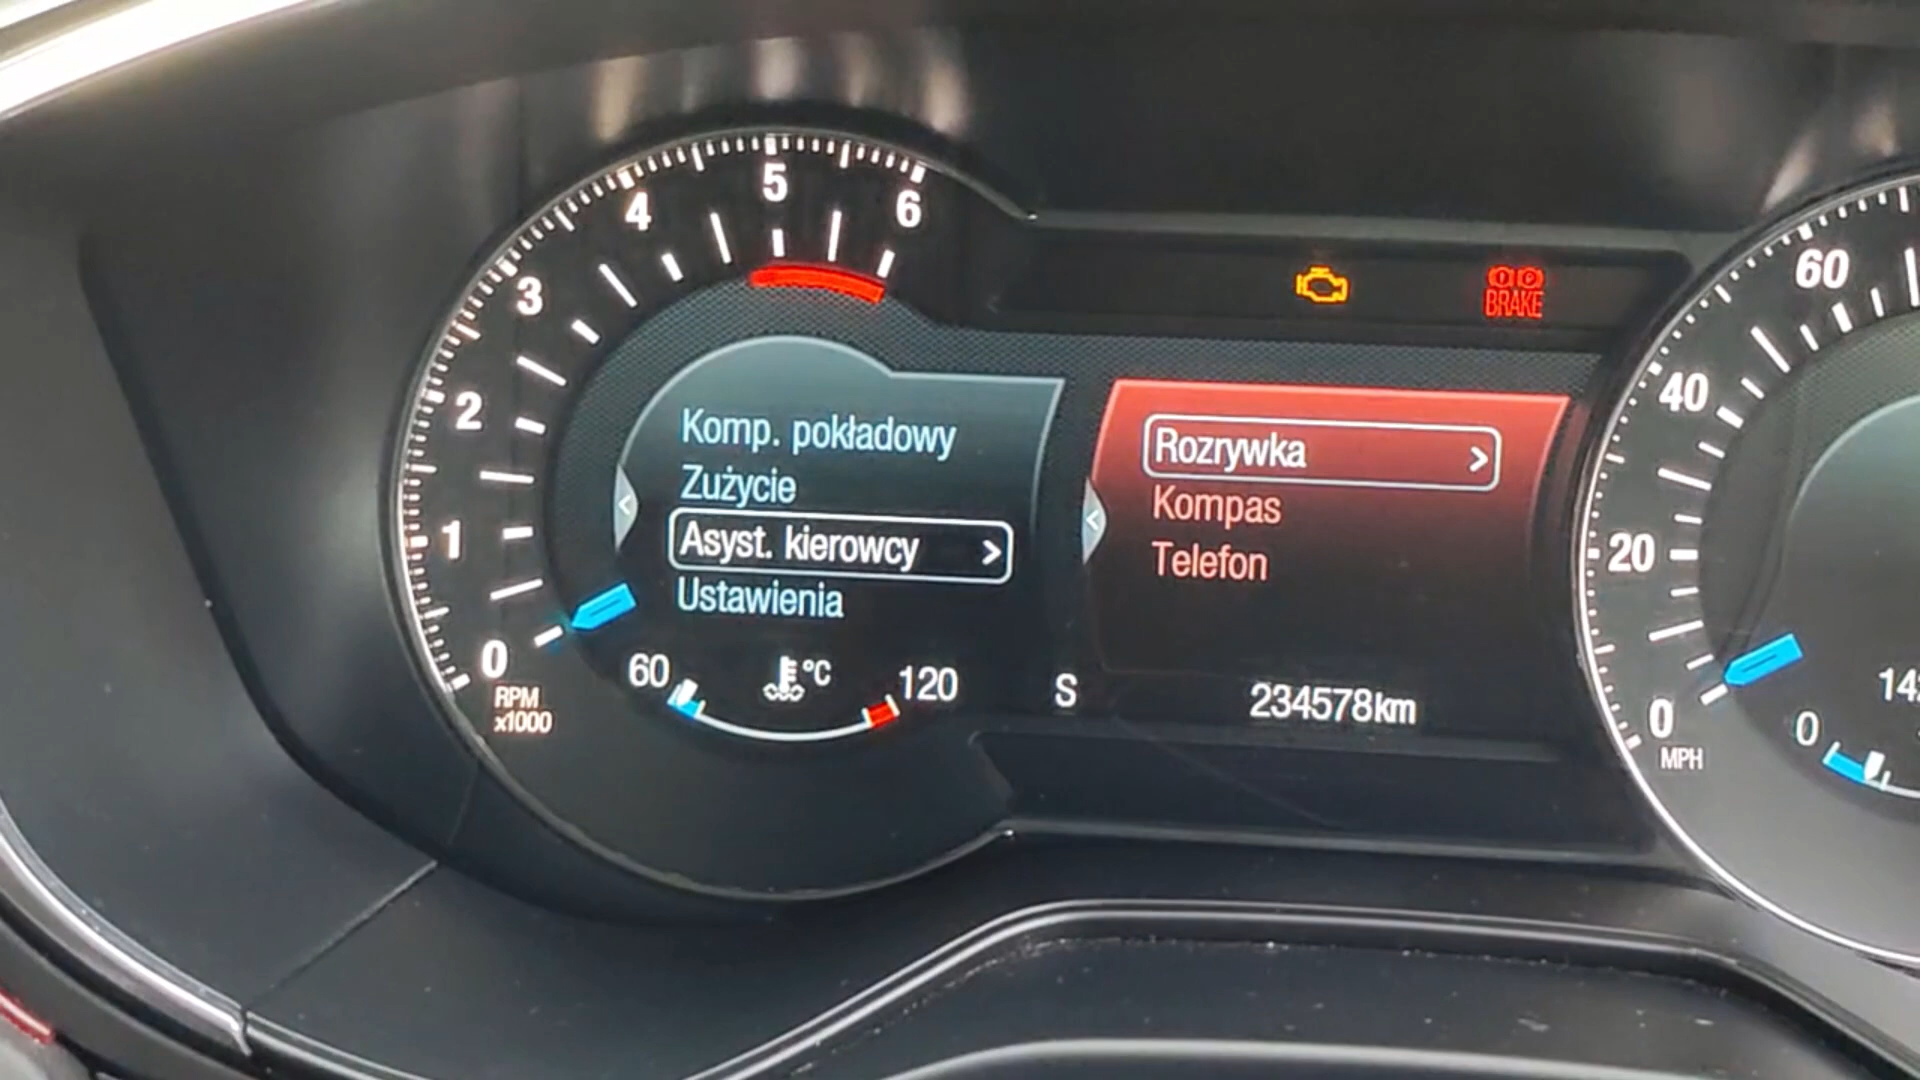 6
5
4
3
2
1
0
RPM
x1000
BRAKE
Komp. pokładowy
Zużycie
Asyst. kierowcy >
Ustawienia
<
60
°C
120
Rozrywka >
Kompas
Telefon
<
S
234578km
60
40
20
0
MPH
0